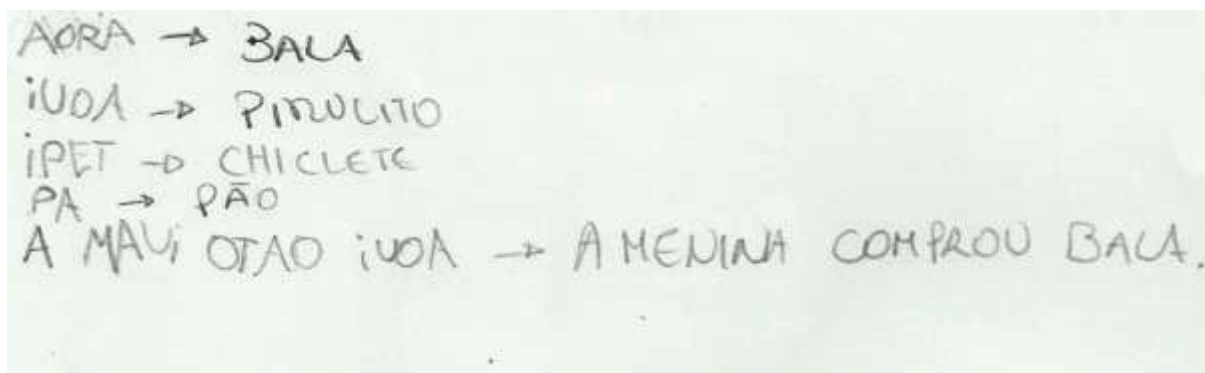 AORA → BALA
iUOA → PIRULITO
iPET → CHICLETE
PA → PÃO
A MAUi OTAO iUOA → A MENINA COMPROU BALA.